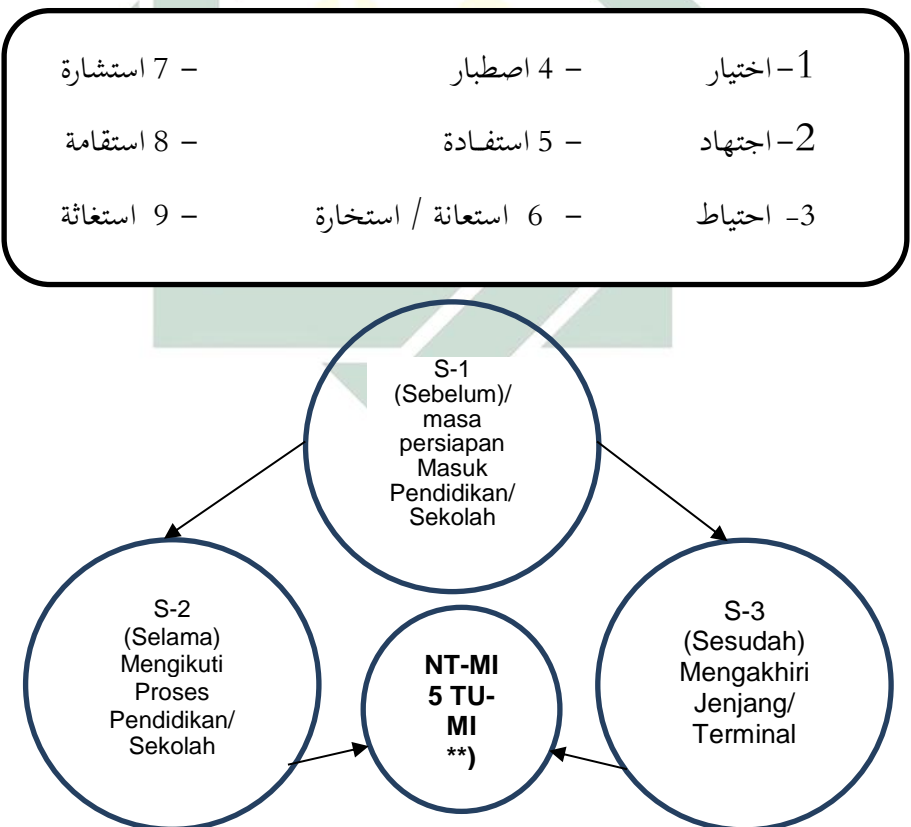 1- اختيار – 4 اصطبار – 7 استشارة
2- اجتهاد – 5 استفادة – 8 استقامة
3- احتياط – 6 استعانة / استخارة – 9 استغاثة
S-1
(Sebelum)/
masa
persiapan
Masuk
Pendidikan/
Sekolah
S-2
(Selama)
Mengikuti
Proses
Pendidikan/
Sekolah
NT-MI
5 TU-
MI
**)
S-3
(Sesudah)
Mengakhiri
Jenjang/
Terminal